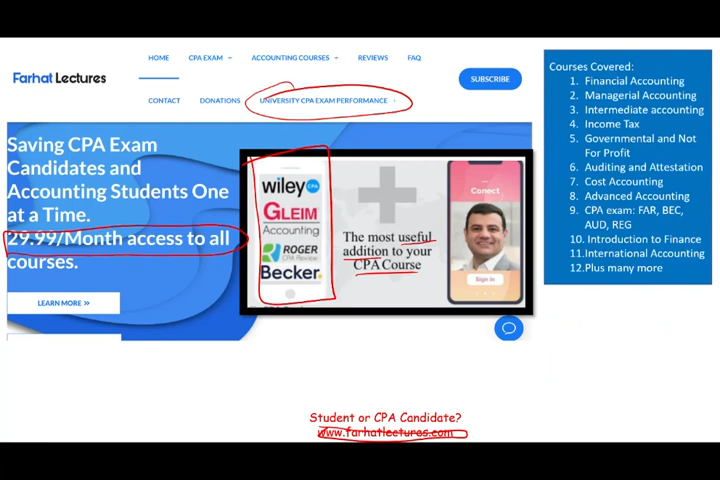 HOME CPA EXAM ACCOUNTING COURSES REVIEWS FAQ
Farhat Lectures
SUBSCRIBE
CONTACT DONATIONS UNIVERSITY CPA EXAM PERFORMANCE
Saving CPA Exam
Candidates and
Accounting Students One
at a Time.
29.99/Month access to all
courses.
LEARN MORE »
wiley CPA
GLEIM
Accounting
ROGER
CPA Review
Becker.
The most useful
addition to your
CPA Course
Conect
Sign in
Courses Covered:
1. Financial Accounting
2. Managerial Accounting
3. Intermediate accounting
4. Income Tax
5. Governmental and Not
For Profit
6. Auditing and Attestation
7. Cost Accounting
8. Advanced Accounting
9. CPA exam: FAR, BEC,
AUD, REG
10. Introduction to Finance
11.International Accounting
12.Plus many more
Student or CPA Candidate?
www.farhatlectures.com